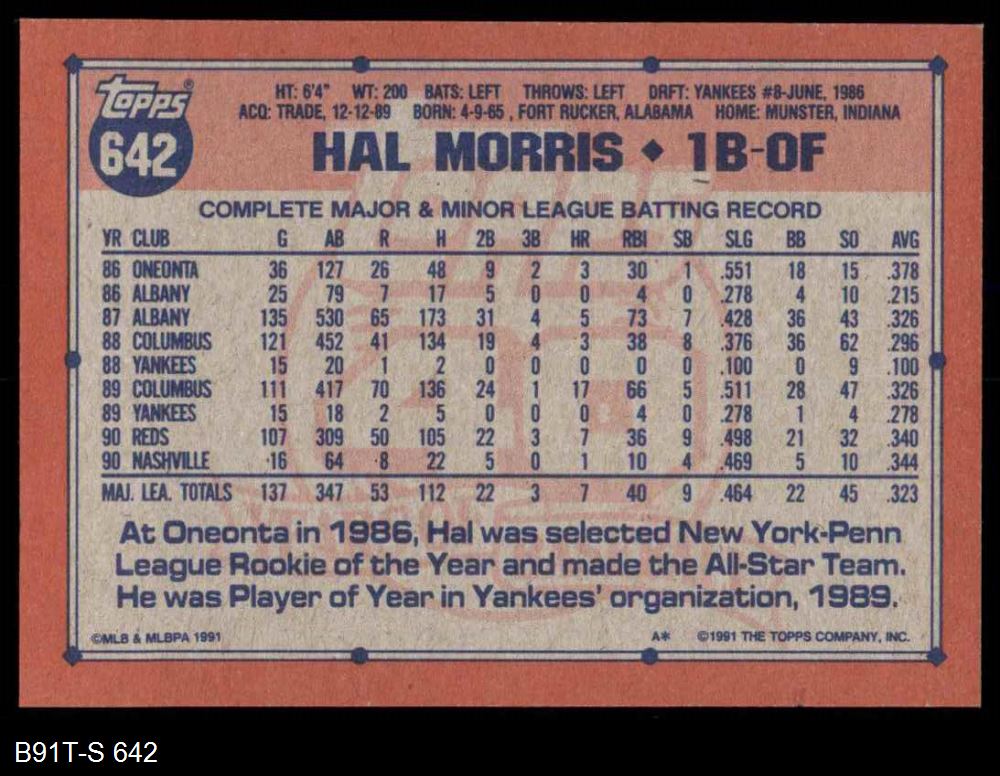 TOPPS®
642
HT: 6'4" WT: 200 BATS: LEFT THROWS: LEFT DRFT: YANKEES #8-JUNE, 1986
ACQ: TRADE, 12-12-89 BORN: 4-9-65 , FORT RUCKER, ALABAMA HOME: MUNSTER, INDIANA
HAL MORRIS ◆ 1B-OF
COMPLETE MAJOR & MINOR LEAGUE BATTING RECORD
YR CLUB G AB R H 2B 3B HR RBI SB SLG BB SO AVG
86 ONEONTA 36 127 26 48 9 2 3 30 1 .551 18 15 .378
86 ALBANY 25 79 7 17 5 0 0 4 0 .278 4 10 .215
87 ALBANY 135 530 65 173 31 4 5 73 7 .428 36 43 .326
88 COLUMBUS 121 452 41 134 19 4 3 38 8 .376 36 62 .296
88 YANKEES 15 20 1 2 0 0 0 0 0 .100 0 9 .100
89 COLUMBUS 111 417 70 136 24 1 17 66 5 .511 28 47 .326
89 YANKEES 15 18 2 5 0 0 0 4 0 .278 1 4 .278
90 REDS 107 309 50 105 22 3 7 36 9 .498 21 32 .340
90 NASHVILLE 16 64 8 22 5 0 1 10 4 .469 5 10 .344
MAJ. LEA. TOTALS 137 347 53 112 22 3 7 40 9 .464 22 45 .323
At Oneonta in 1986, Hal was selected New York-Penn
League Rookie of the Year and made the All-Star Team.
He was Player of Year in Yankees' organization, 1989.
©MLB & MLBPA 1991 A* ©1991 THE TOPPS COMPANY, INC.
B91T-S 642